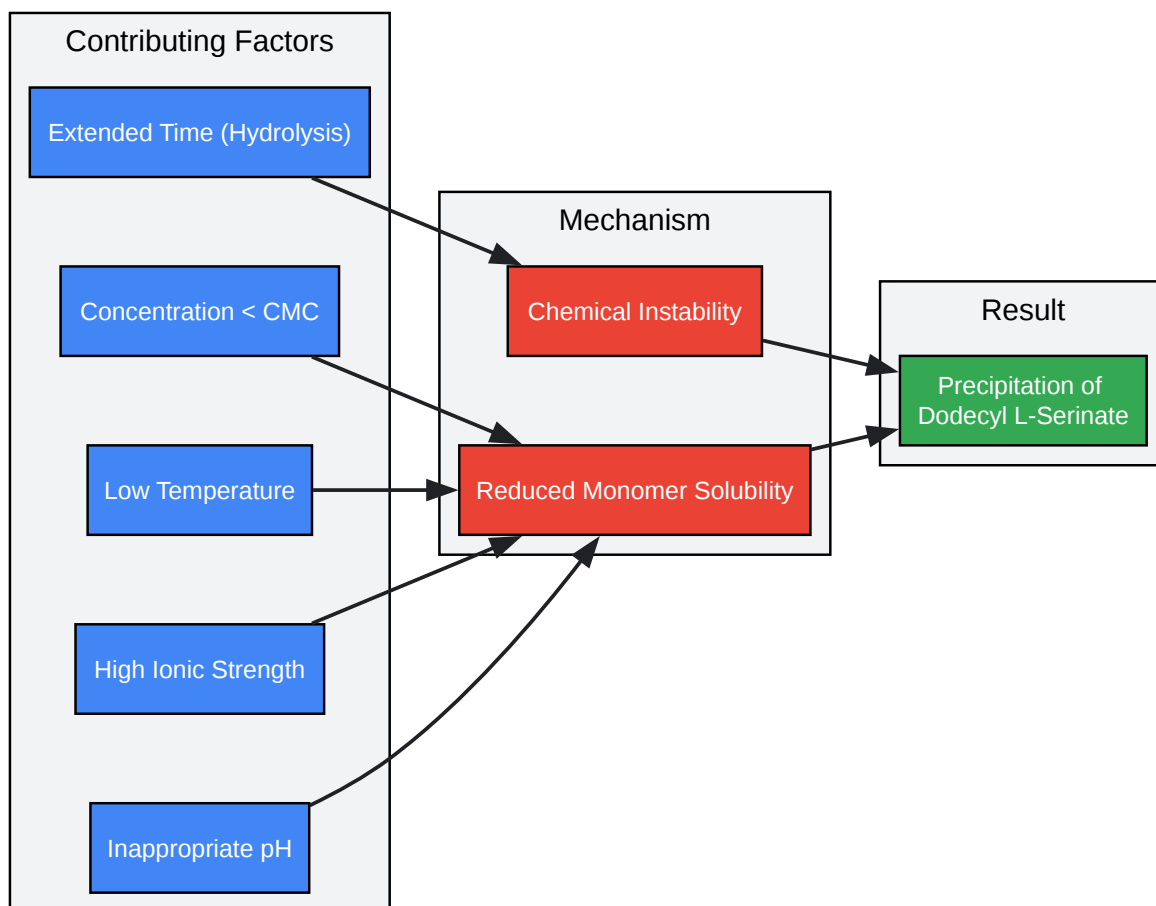 Contributing Factors
Extended Time (Hydrolysis)
Concentration < CMC
Low Temperature
High Ionic Strength
Inappropriate pH
Mechanism
Chemical Instability
Reduced Monomer Solubility
Result
Precipitation of
Dodecyl L-Serinate